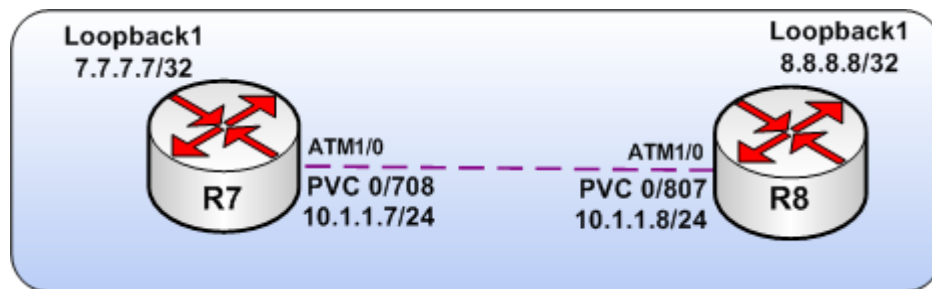 Loopback1
7.7.7.7/32
Loopback1
8.8.8.8/32
R7
ATM1/0
PVC 0/708
10.1.1.7/24
ATM1/0
PVC 0/807
10.1.1.8/24
R8